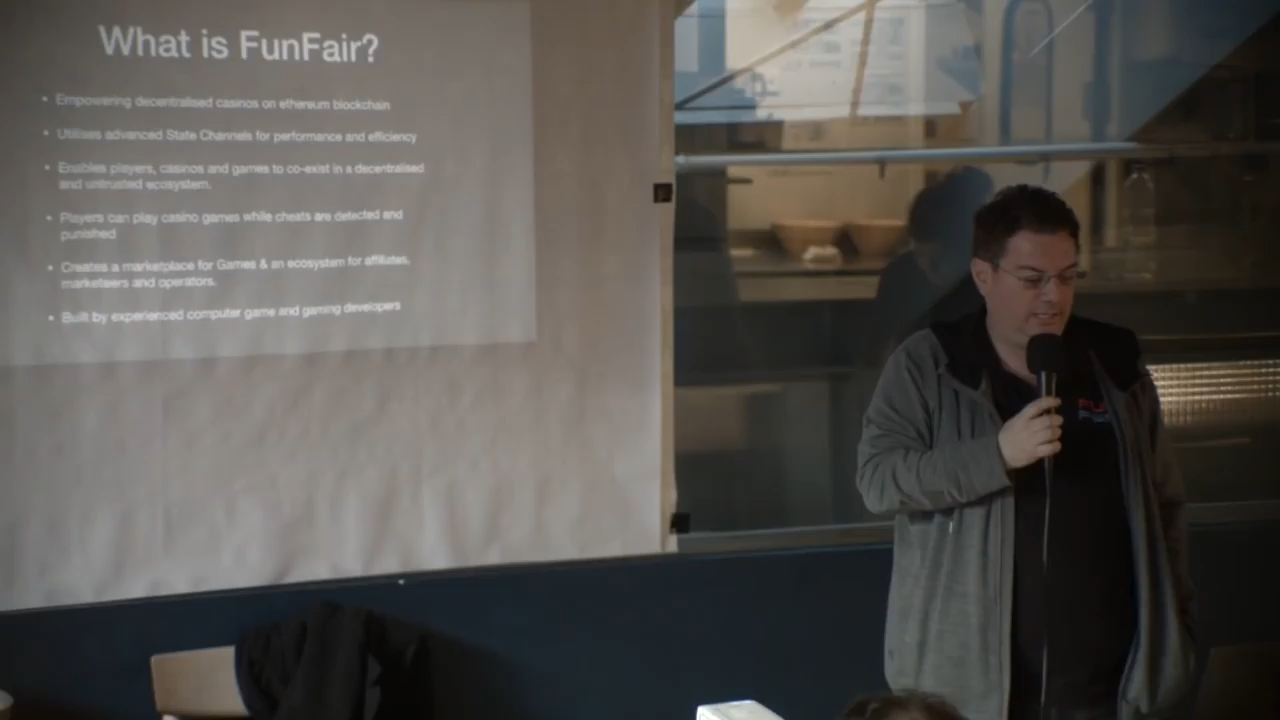 What is FunFair?
• Empowering decentralised casinos on ethereum blockchain
• Utilises advanced State Channels for performance and efficiency
• Enables players, casinos and games to co-exist in a decentralised
and untrusted ecosystem.
• Players can play casino games while cheats are detected and
punished
• Creates a marketplace for Games & an ecosystem for affiliates,
marketeers and operators.
• Built by experienced computer game and gaming developers